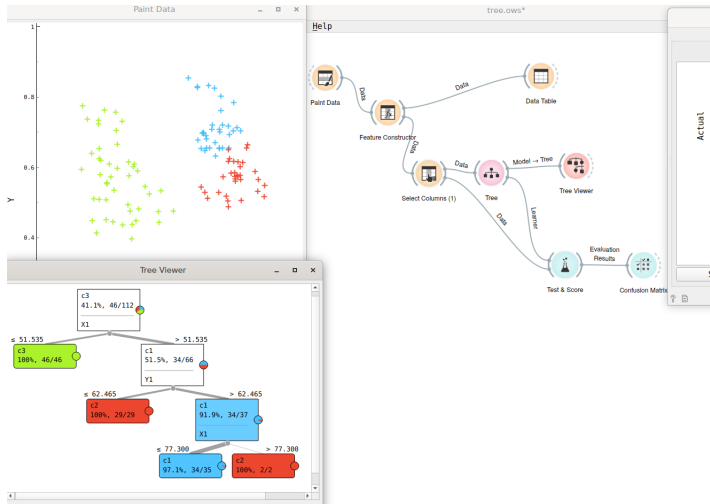 Paint Data
tree.ows*
Help
1
0.8
0.6
0.4
Y
Paint Data
Data
Feature Constructor
Data
Data Table
Data
Select Columns (1)
Data
Tree
Model → Tree
Tree Viewer
Data
Learner
Test & Score
Evaluation
Results
Confusion Matrix
Actual
Tree Viewer
c3
41.1%, 46/112
X1
≤ 51.535
> 51.535
c3
100%, 46/46
c1
51.5%, 34/66
Y1
≤ 62.465
> 62.465
c2
100%, 29/29
c1
91.9%, 34/37
X1
≤ 77.300
> 77.300
c1
97.1%, 34/35
c2
100%, 2/2